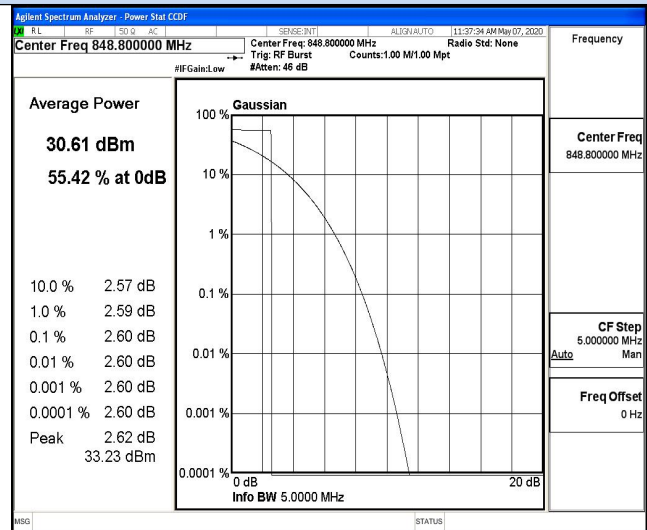 Agilent Spectrum Analyzer - Power Stat CCDF
RL RF 50 Ω AC SENSE:INT ALIGN AUTO 11:37:34 AM May 07, 2020
Center Freq 848.800000 MHz
Center Freq: 848.800000 MHz Radio Std: None
Trig: RF Burst Counts:1.00 M/1.00 Mpt
#IFGain:Low #Atten: 46 dB
Frequency
Average Power
30.61 dBm
55.42 % at 0dB
10.0 % 2.57 dB
1.0 % 2.59 dB
0.1 % 2.60 dB
0.01 % 2.60 dB
0.001 % 2.60 dB
0.0001 % 2.60 dB
Peak 2.62 dB
33.23 dBm
Gaussian
100 %
10 %
1 %
0.1 %
0.01 %
0.001 %
0.0001 %
0 dB 20 dB
Info BW 5.0000 MHz
Center Freq
848.800000 MHz
CF Step
5.000000 MHz
Auto Man
Freq Offset
0 Hz
MSG STATUS